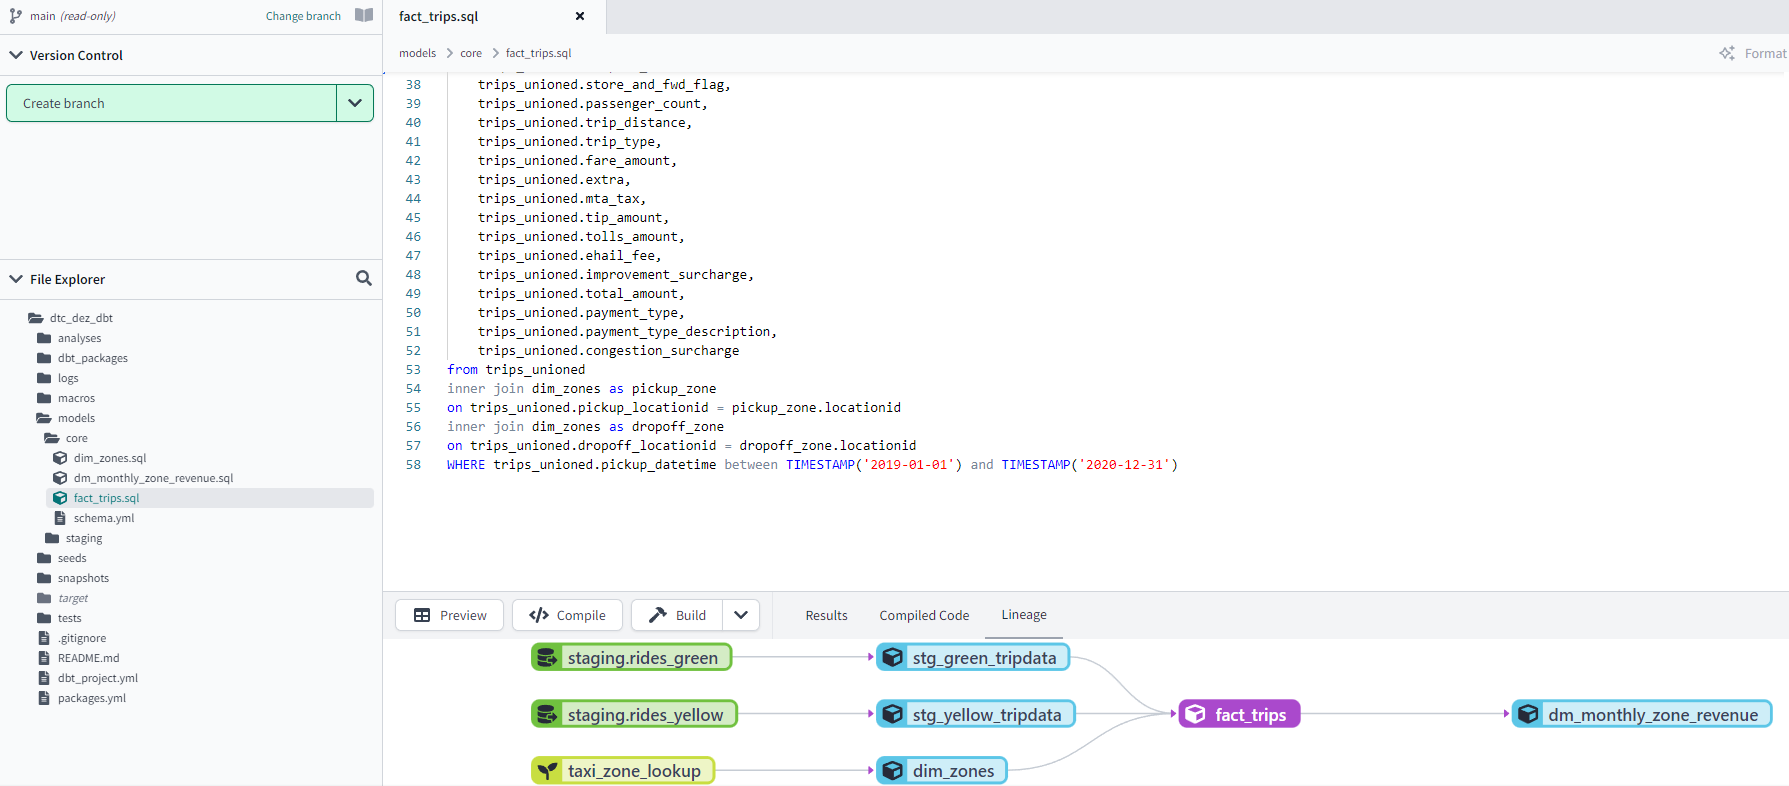 main (read-only)
Change branch
Version Control
Create branch
File Explorer
dtc_dez_dbt
analyses
dbt_packages
logs
macros
models
core
dim_zones.sql
dm_monthly_zone_revenue.sql
fact_trips.sql
schema.yml
staging
seeds
snapshots
target
tests
.gitignore
README.md
dbt_project.yml
packages.yml
fact_trips.sql
models > core > fact_trips.sql
Format
38 trips_unioned.store_and_fwd_flag,
39 trips_unioned.passenger_count,
40 trips_unioned.trip_distance,
41 trips_unioned.trip_type,
42 trips_unioned.fare_amount,
43 trips_unioned.extra,
44 trips_unioned.mta_tax,
45 trips_unioned.tip_amount,
46 trips_unioned.tolls_amount,
47 trips_unioned.ehail_fee,
48 trips_unioned.improvement_surcharge,
49 trips_unioned.total_amount,
50 trips_unioned.payment_type,
51 trips_unioned.payment_type_description,
52 trips_unioned.congestion_surcharge
53 from trips_unioned
54 inner join dim_zones as pickup_zone
55 on trips_unioned.pickup_locationid = pickup_zone.locationid
56 inner join dim_zones as dropoff_zone
57 on trips_unioned.dropoff_locationid = dropoff_zone.locationid
58 WHERE trips_unioned.pickup_datetime between TIMESTAMP('2019-01-01') and TIMESTAMP('2020-12-31')
Preview
Compile
Build
Results
Compiled Code
Lineage
staging.rides_green
stg_green_tripdata
staging.rides_yellow
stg_yellow_tripdata
fact_trips
dm_monthly_zone_revenue
taxi_zone_lookup
dim_zones